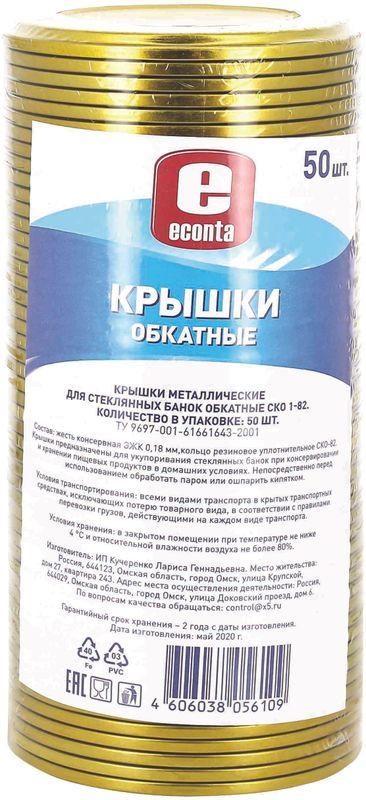 50 шт.
e
econta
КРЫШКИ
ОБКАТНЫЕ
КРЫШКИ МЕТАЛЛИЧЕСКИЕ
ДЛЯ СТЕКЛЯННЫХ БАНОК ОБКАТНЫЕ СКО 1-82.
КОЛИЧЕСТВО В УПАКОВКЕ: 50 ШТ.
ТУ 9697-001-61661643-2001
Состав: жесть консервная ЭЖК 0,18 мм,кольцо резиновое уплотнительное СКО-82.
Крышки предназначены для укупоривания стеклянных банок при консервировании
и хранении пищевых продуктов в домашних условиях. Непосредственно перед
использованием обработать паром или ошпарить кипятком.
Условия транспортирования: всеми видами транспорта в крытых транспортных
средствах, исключающих потерю товарного вида, в соответствии с правилами
перевозки грузов, действующими на каждом виде транспорта.
Условия хранения: в закрытом помещении при температуре не ниже
4 °С и относительной влажности воздуха не более 80%.
Изготовитель: ИП Кучеренко Лариса Геннадьевна. Место жительства:
Россия, 644123, Омская область, город Омск, улица Крупской,
дом 27, квартира 243. Адрес места осуществления деятельности: Россия,
644029, Омская область, город Омск, улица Доковский проезд, дом 6.
По вопросам качества обращаться: control@x5.ru
Гарантийный срок хранения – 2 года с даты изготовления.
Дата изготовления: май 2020 г.
40
Fe
03
PVC
EAC
4 606038 056109